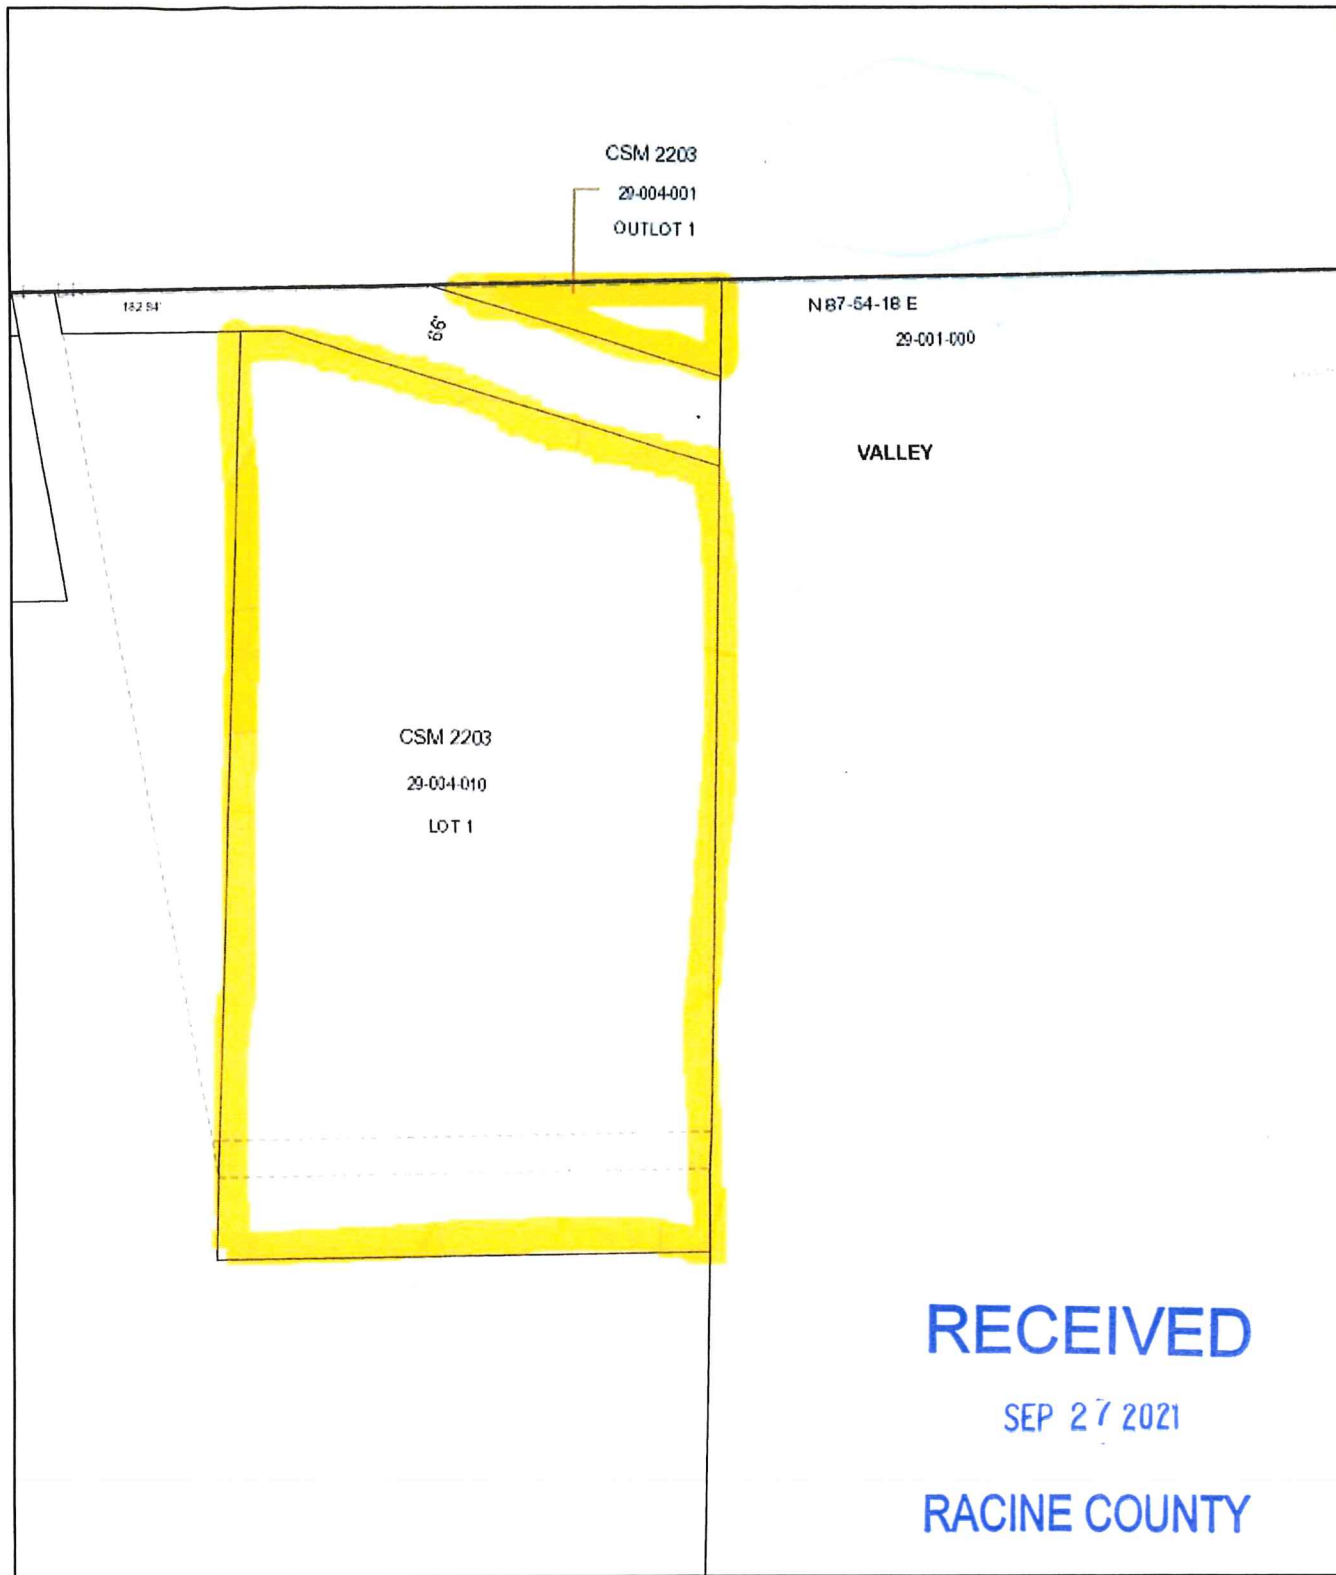 CSM 2203
29-004-001
OUTLOT 1
182.94'
66'
N 87-54-18 E
29-001-000
VALLEY
CSM 2203
29-004-010
LOT 1
RECEIVED
SEP 27 2021
RACINE COUNTY